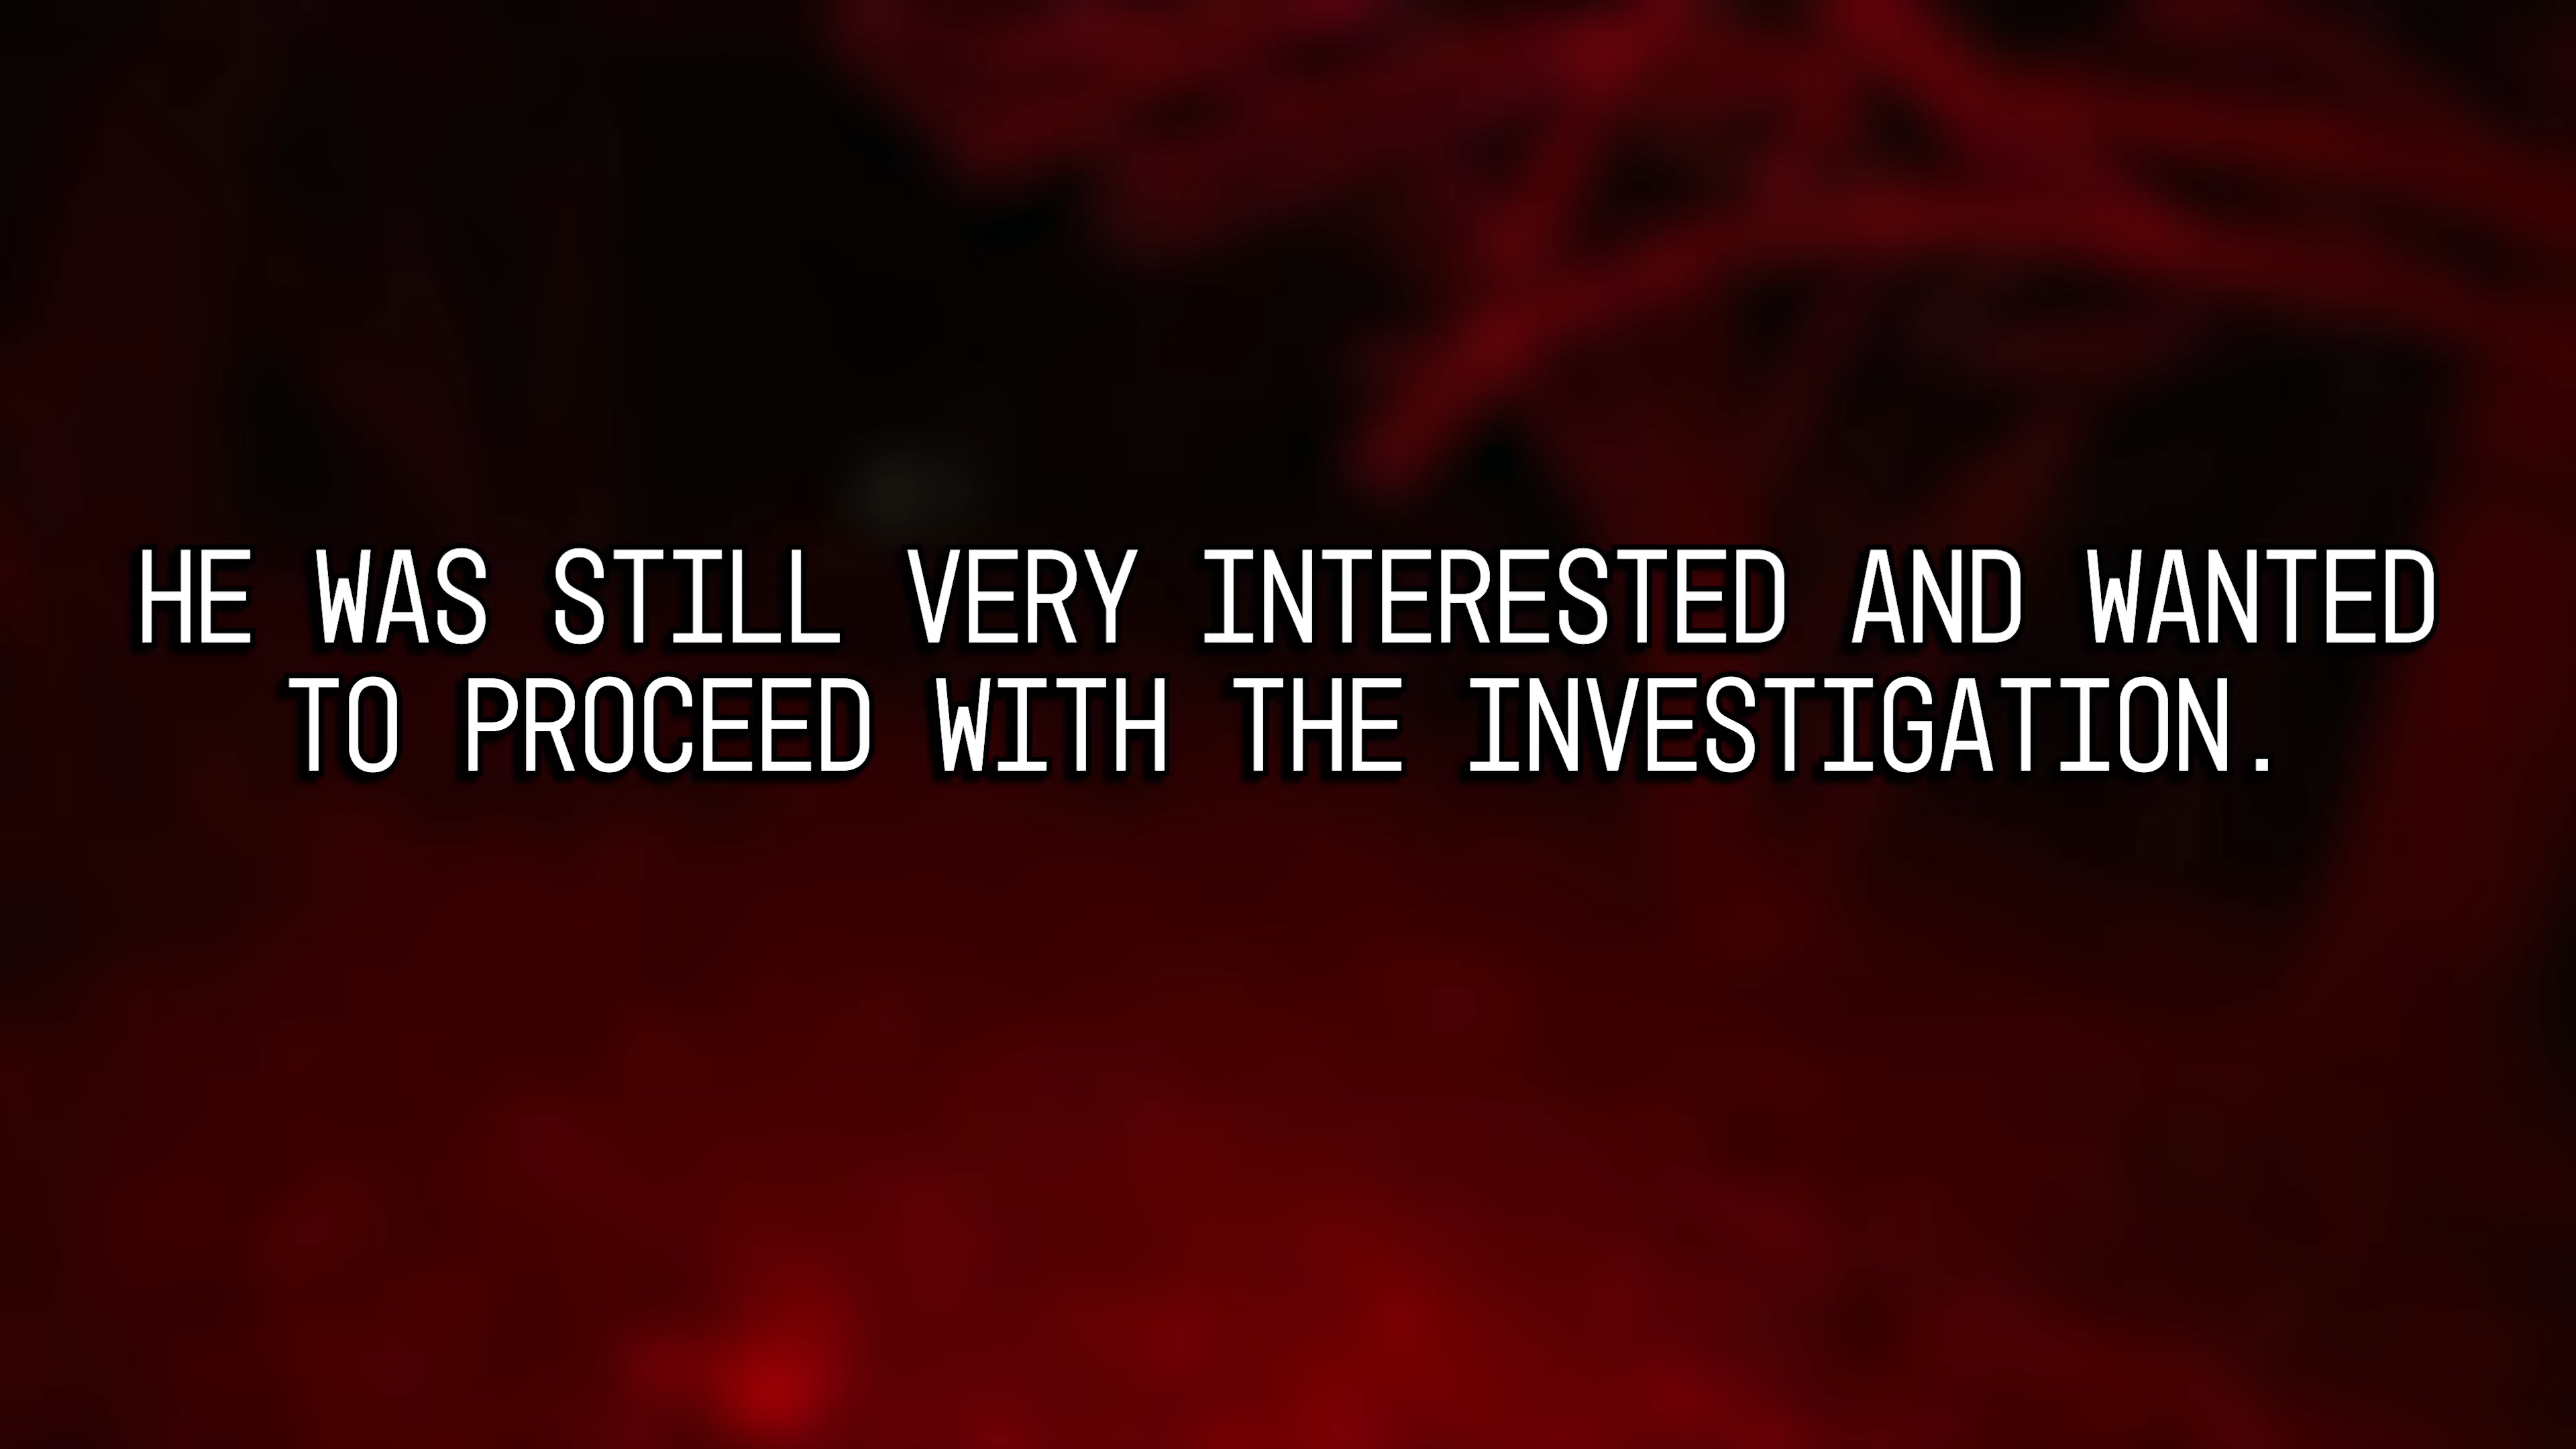 HE WAS STILL VERY INTERESTED AND WANTED
TO PROCEED WITH THE INVESTIGATION.